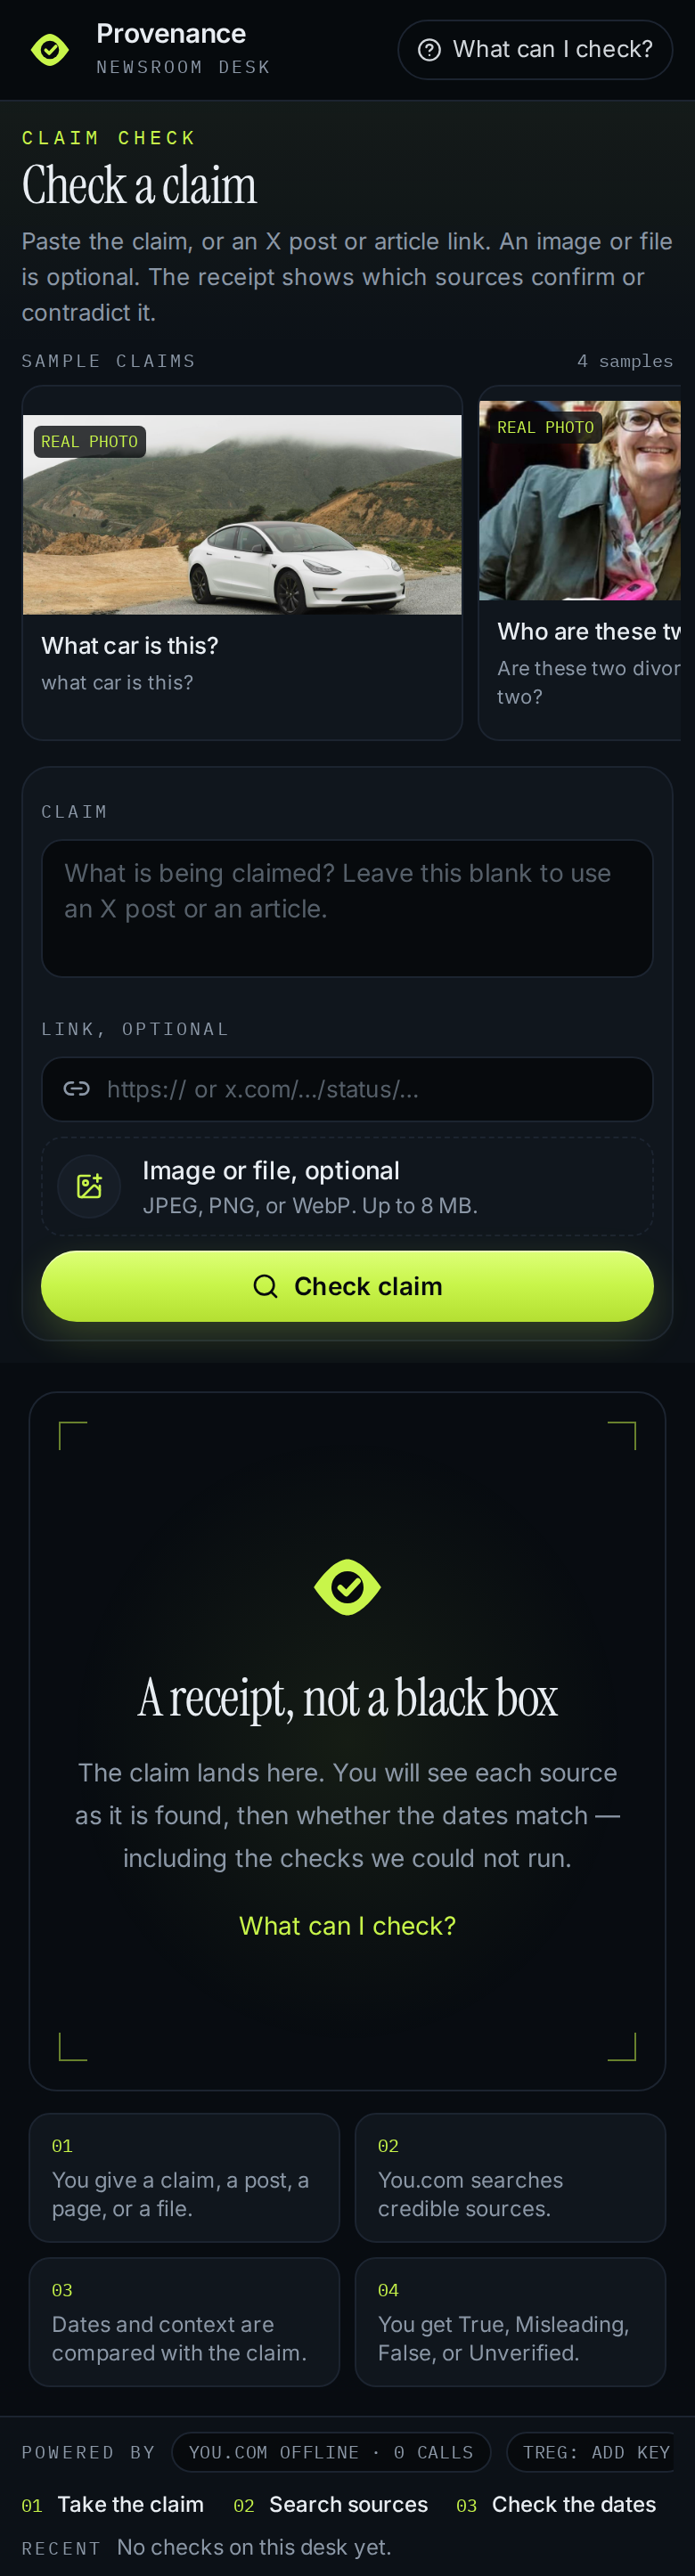 Provenance
NEWSROOM DESK
What can I check?
CLAIM CHECK
Check a claim
Paste the claim, or an X post or article link. An image or file
is optional. The receipt shows which sources confirm or
contradict it.
SAMPLE CLAIMS
4 samples
REAL PHOTO
What car is this?
what car is this?
REAL PHOTO
Who are these
Are these two
two?
CLAIM
What is being claimed? Leave this blank to use
an X post or an article.
LINK, OPTIONAL
https:// or x.com/.../status/...
Image or file, optional
JPEG, PNG, or WebP. Up to 8 MB.
Check claim
A receipt, not a black box
The claim lands here. You will see each source
as it is found, then whether the dates match —
including the checks we could not run.
What can I check?
01
You give a claim, a post, a
page, or a file.
02
You.com searches
credible sources.
03
Dates and context are
compared with the claim.
04
You get True, Misleading,
False, or Unverified.
POWERED BY
YOU.COM OFFLINE · 0 CALLS
TREG: ADD KEY
01 Take the claim
02 Search sources
03 Check the dates
RECENT No checks on this desk yet.